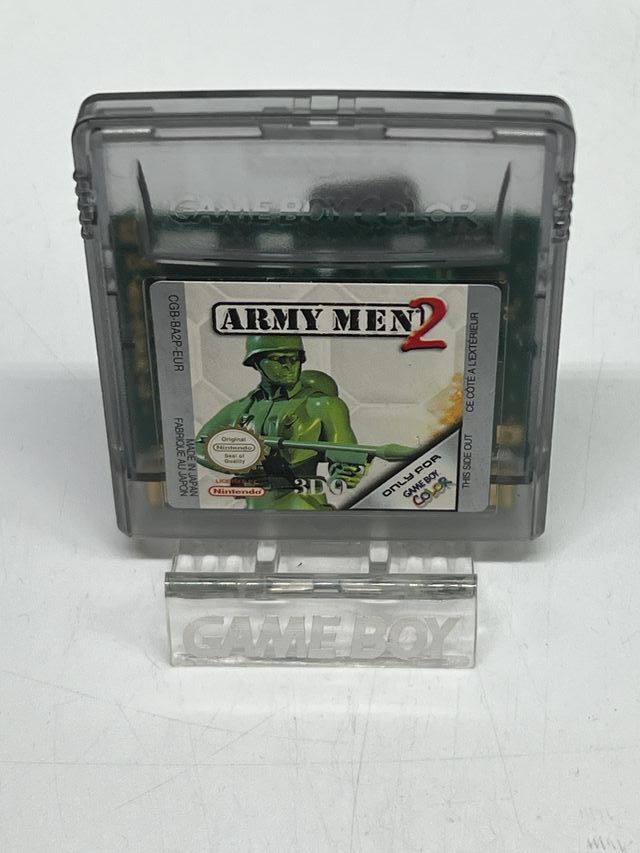 GAME BOY COLOR
CGB-BA2P-EUR
ARMY MEN 2
MADE IN JAPAN
FABRIQUÉ AU JAPON
Original
Nintendo
Seal of
Quality
LICENSED BY
Nintendo
3DO
ONLY FOR
GAME BOY
COLOR
THIS SIDE OUT
CE CÔTÉ À L'EXTÉRIEUR
GAME BOY